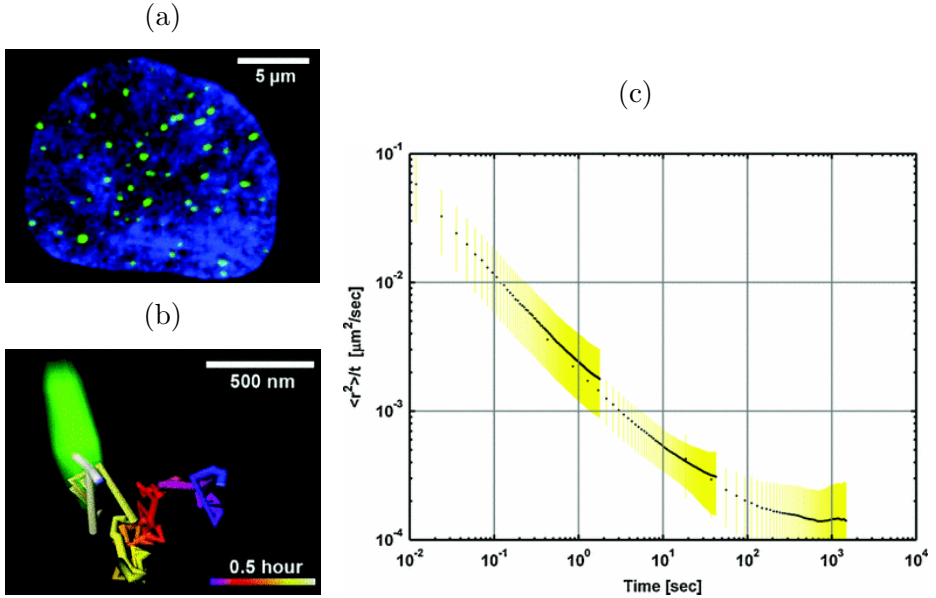 (a)
5 µm
(b)
500 nm
0.5 hour
(c)
10⁻¹
10⁻²
10⁻³
10⁻⁴
<r²>/t [µm²/sec]
10⁻² 10⁻¹ 10⁰ 10¹ 10² 10³ 10⁴
Time [sec]